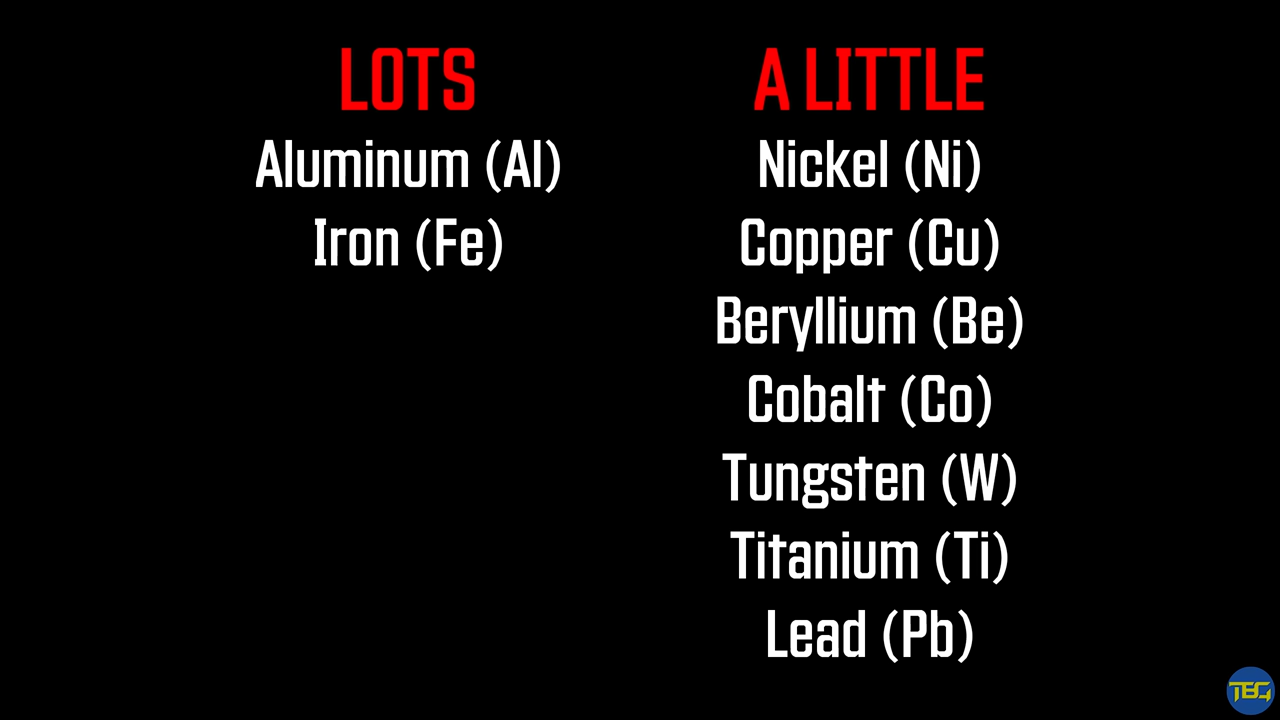 LOTS
Aluminum (Al)
Iron (Fe)
A LITTLE
Nickel (Ni)
Copper (Cu)
Beryllium (Be)
Cobalt (Co)
Tungsten (W)
Titanium (Ti)
Lead (Pb)
TBG